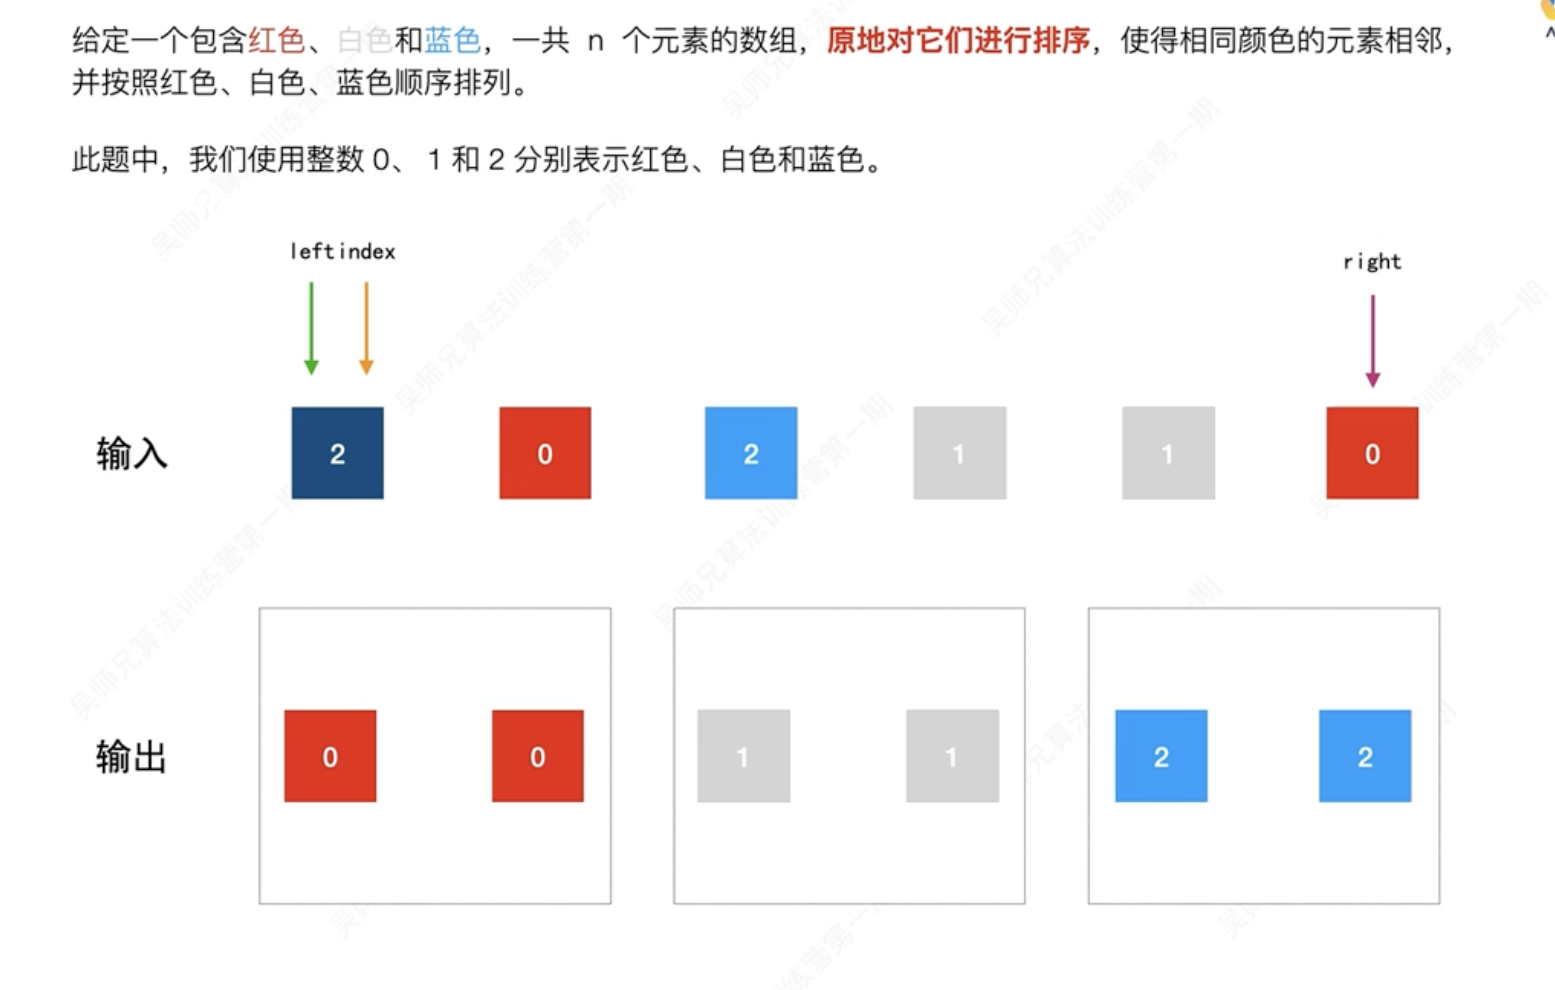 给定一个包含红色、白色和蓝色，一共 n 个元素的数组，原地对它们进行排序，使得相同颜色的元素相邻，
并按照红色、白色、蓝色顺序排列。
此题中，我们使用整数 0、 1 和 2 分别表示红色、白色和蓝色。
left index right
输入 2 0 2 1 1 0
输出 0 0 1 1 2 2
吴师兄算法训练营第一期